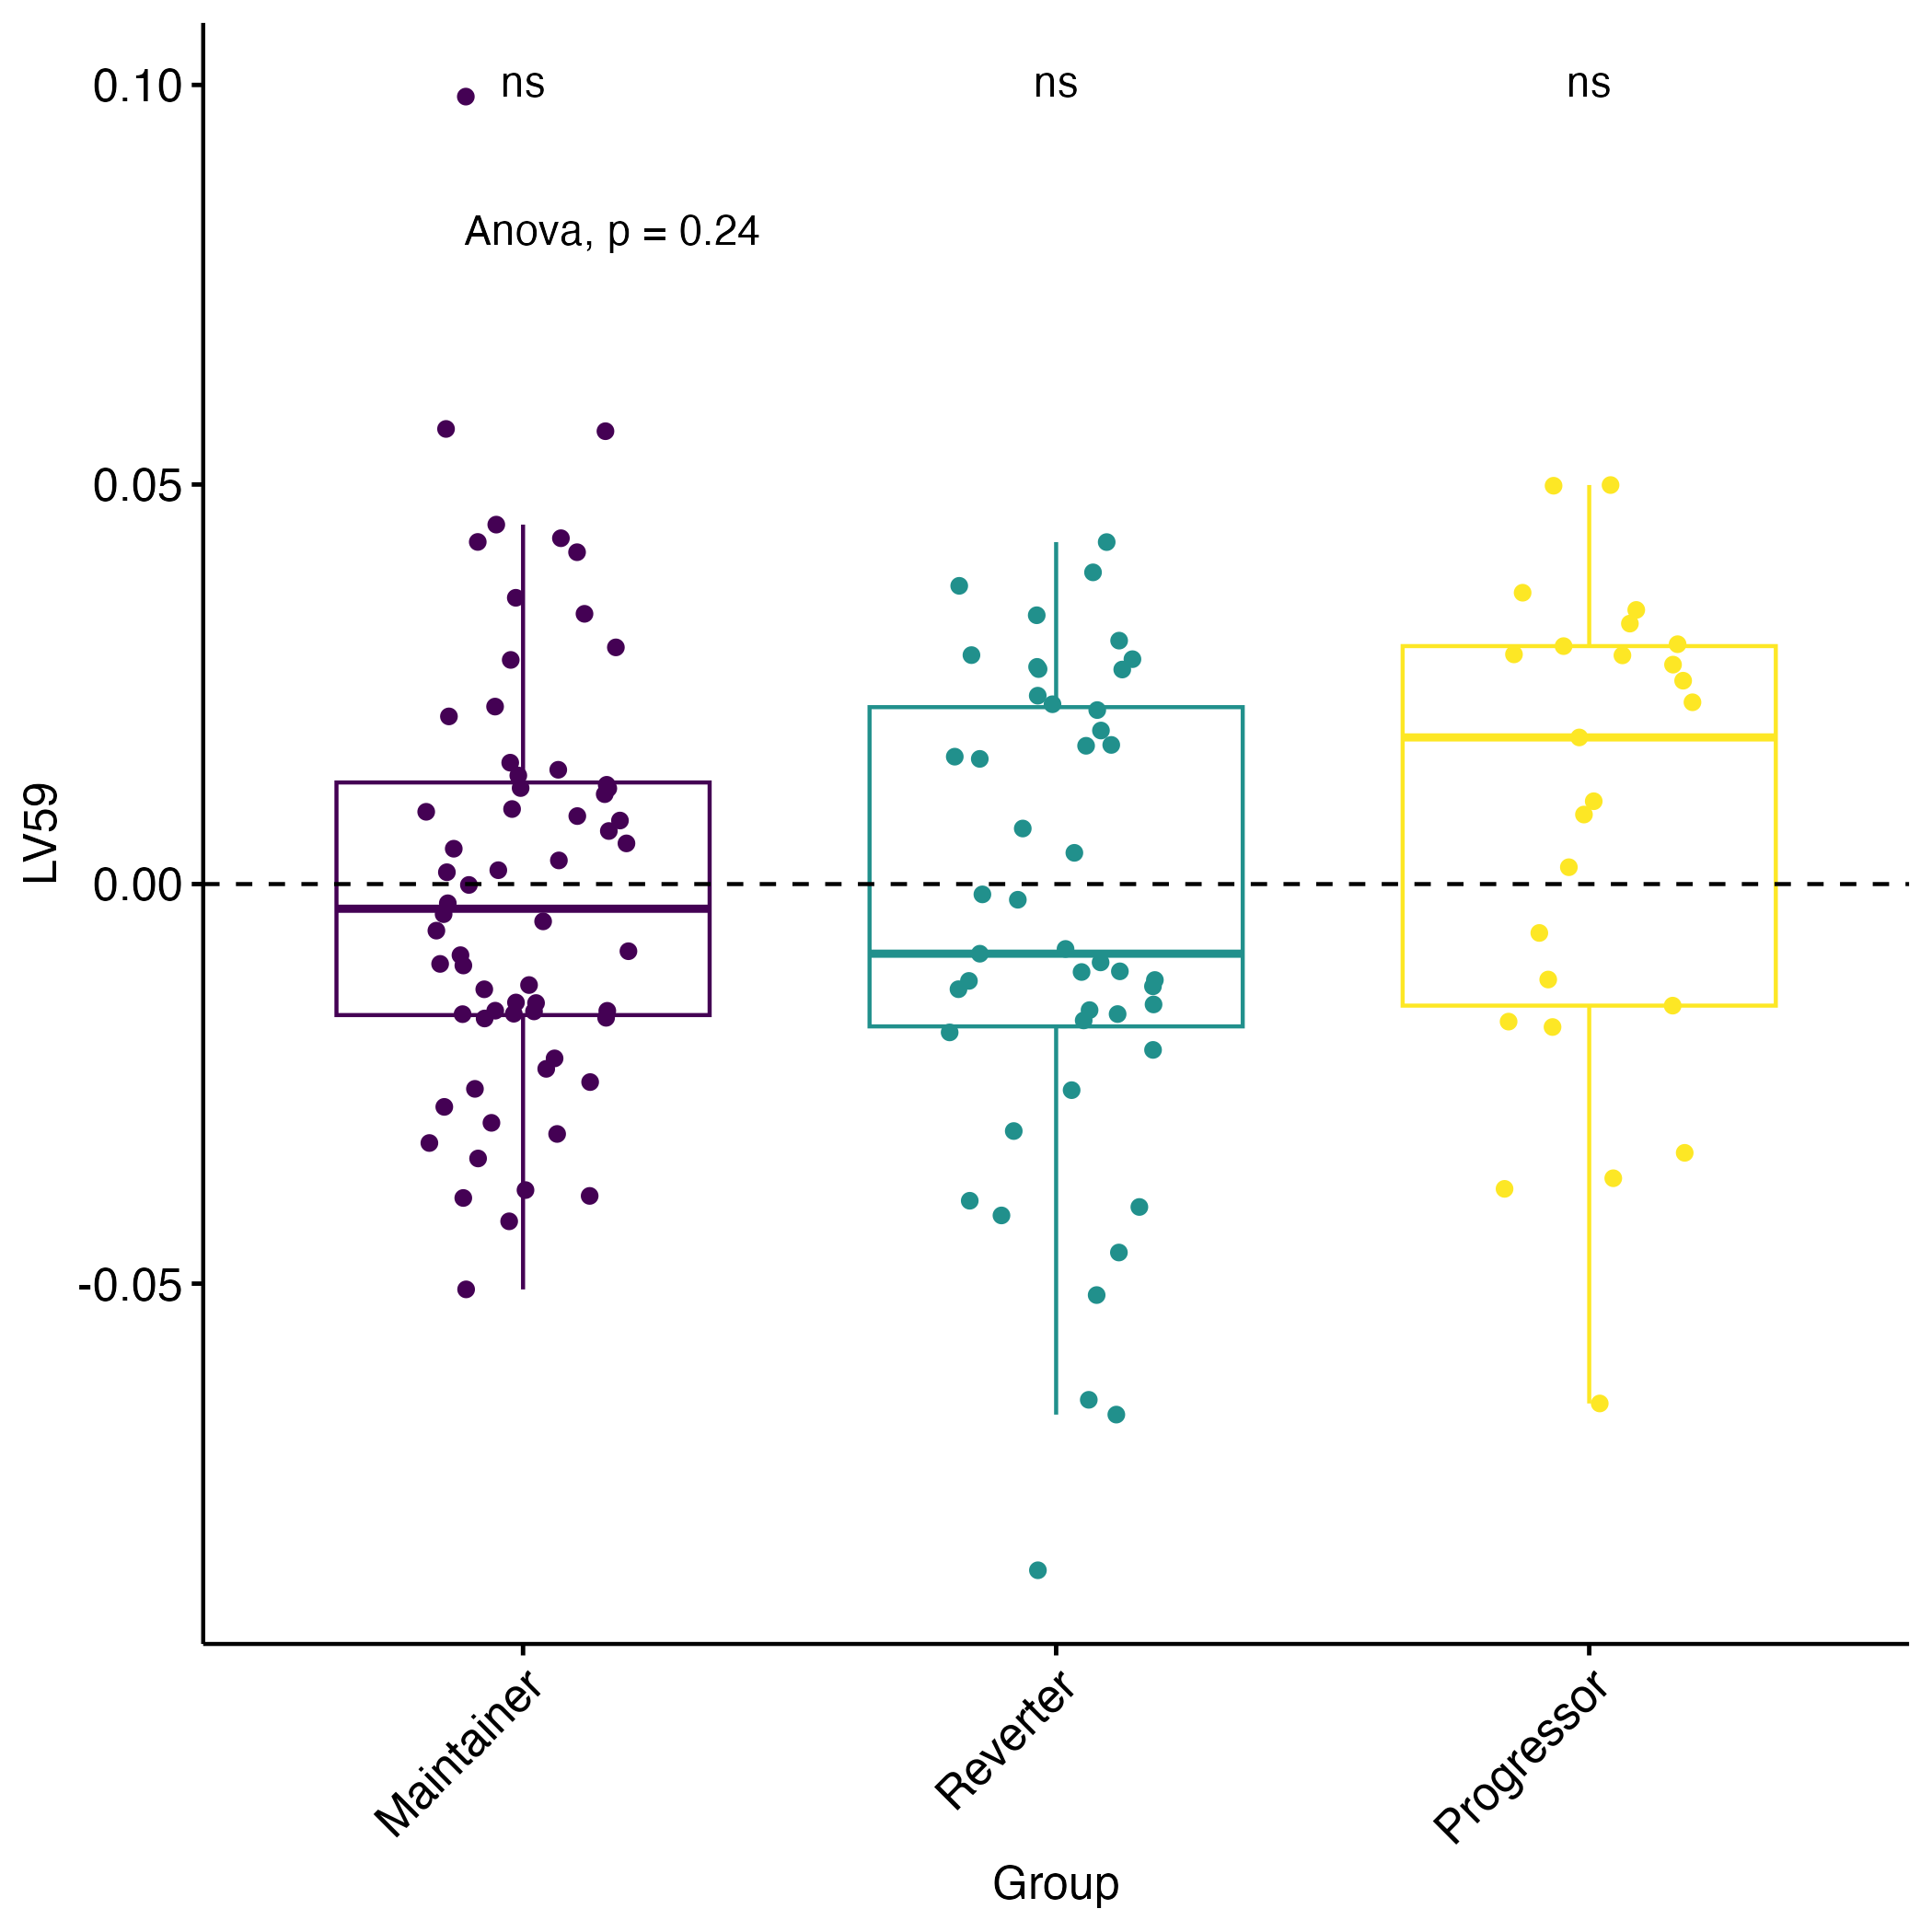 ns
ns
ns
Anova, p = 0.24
0.10
0.05
0.00
-0.05
LV59
Maintainer
Reverter
Progressor
Group